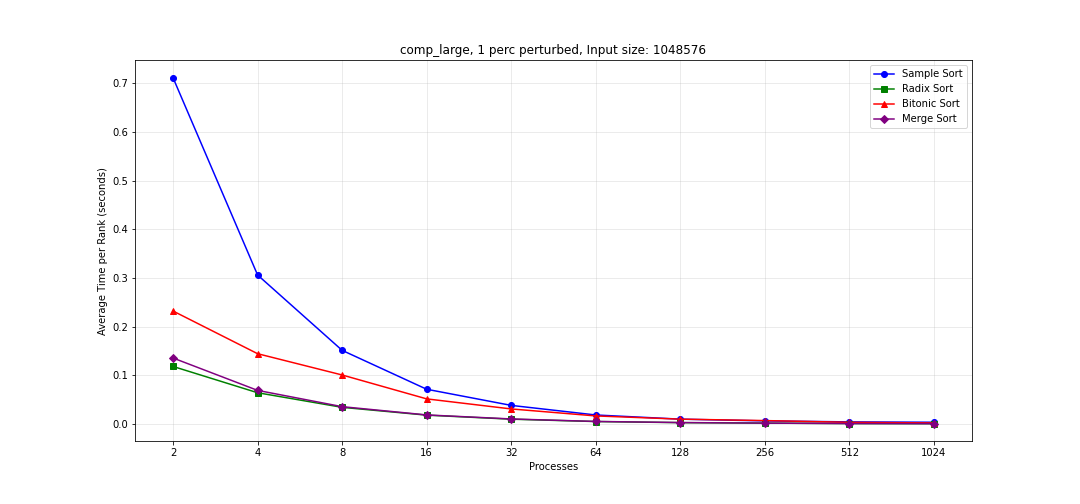 comp_large, 1 perc perturbed, Input size: 1048576
Sample Sort
Radix Sort
Bitonic Sort
Merge Sort
Average Time per Rank (seconds)
0.7
0.6
0.5
0.4
0.3
0.2
0.1
0.0
2 4 8 16 32 64 128 256 512 1024
Processes